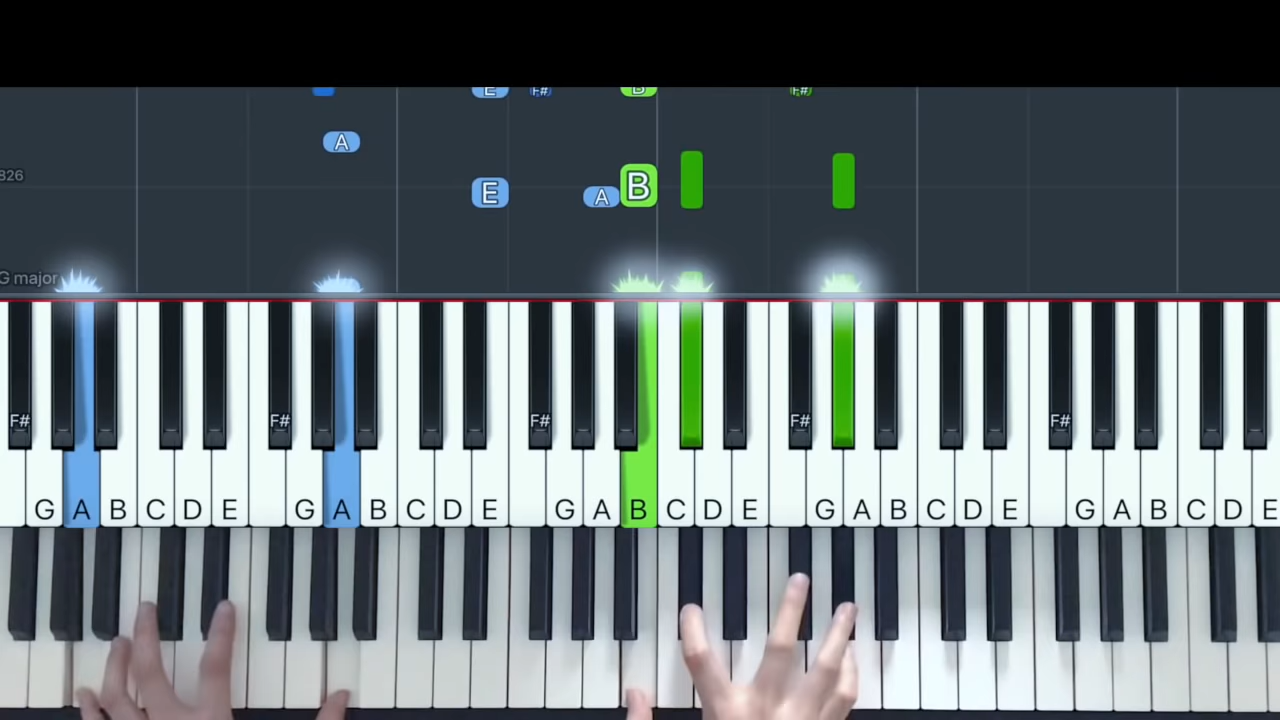 E F# B F#
A
826
E A B
G major
F# F# F# F# F#
G A B C D E G A B C D E G A B C D E G A B C D E G A B C D E